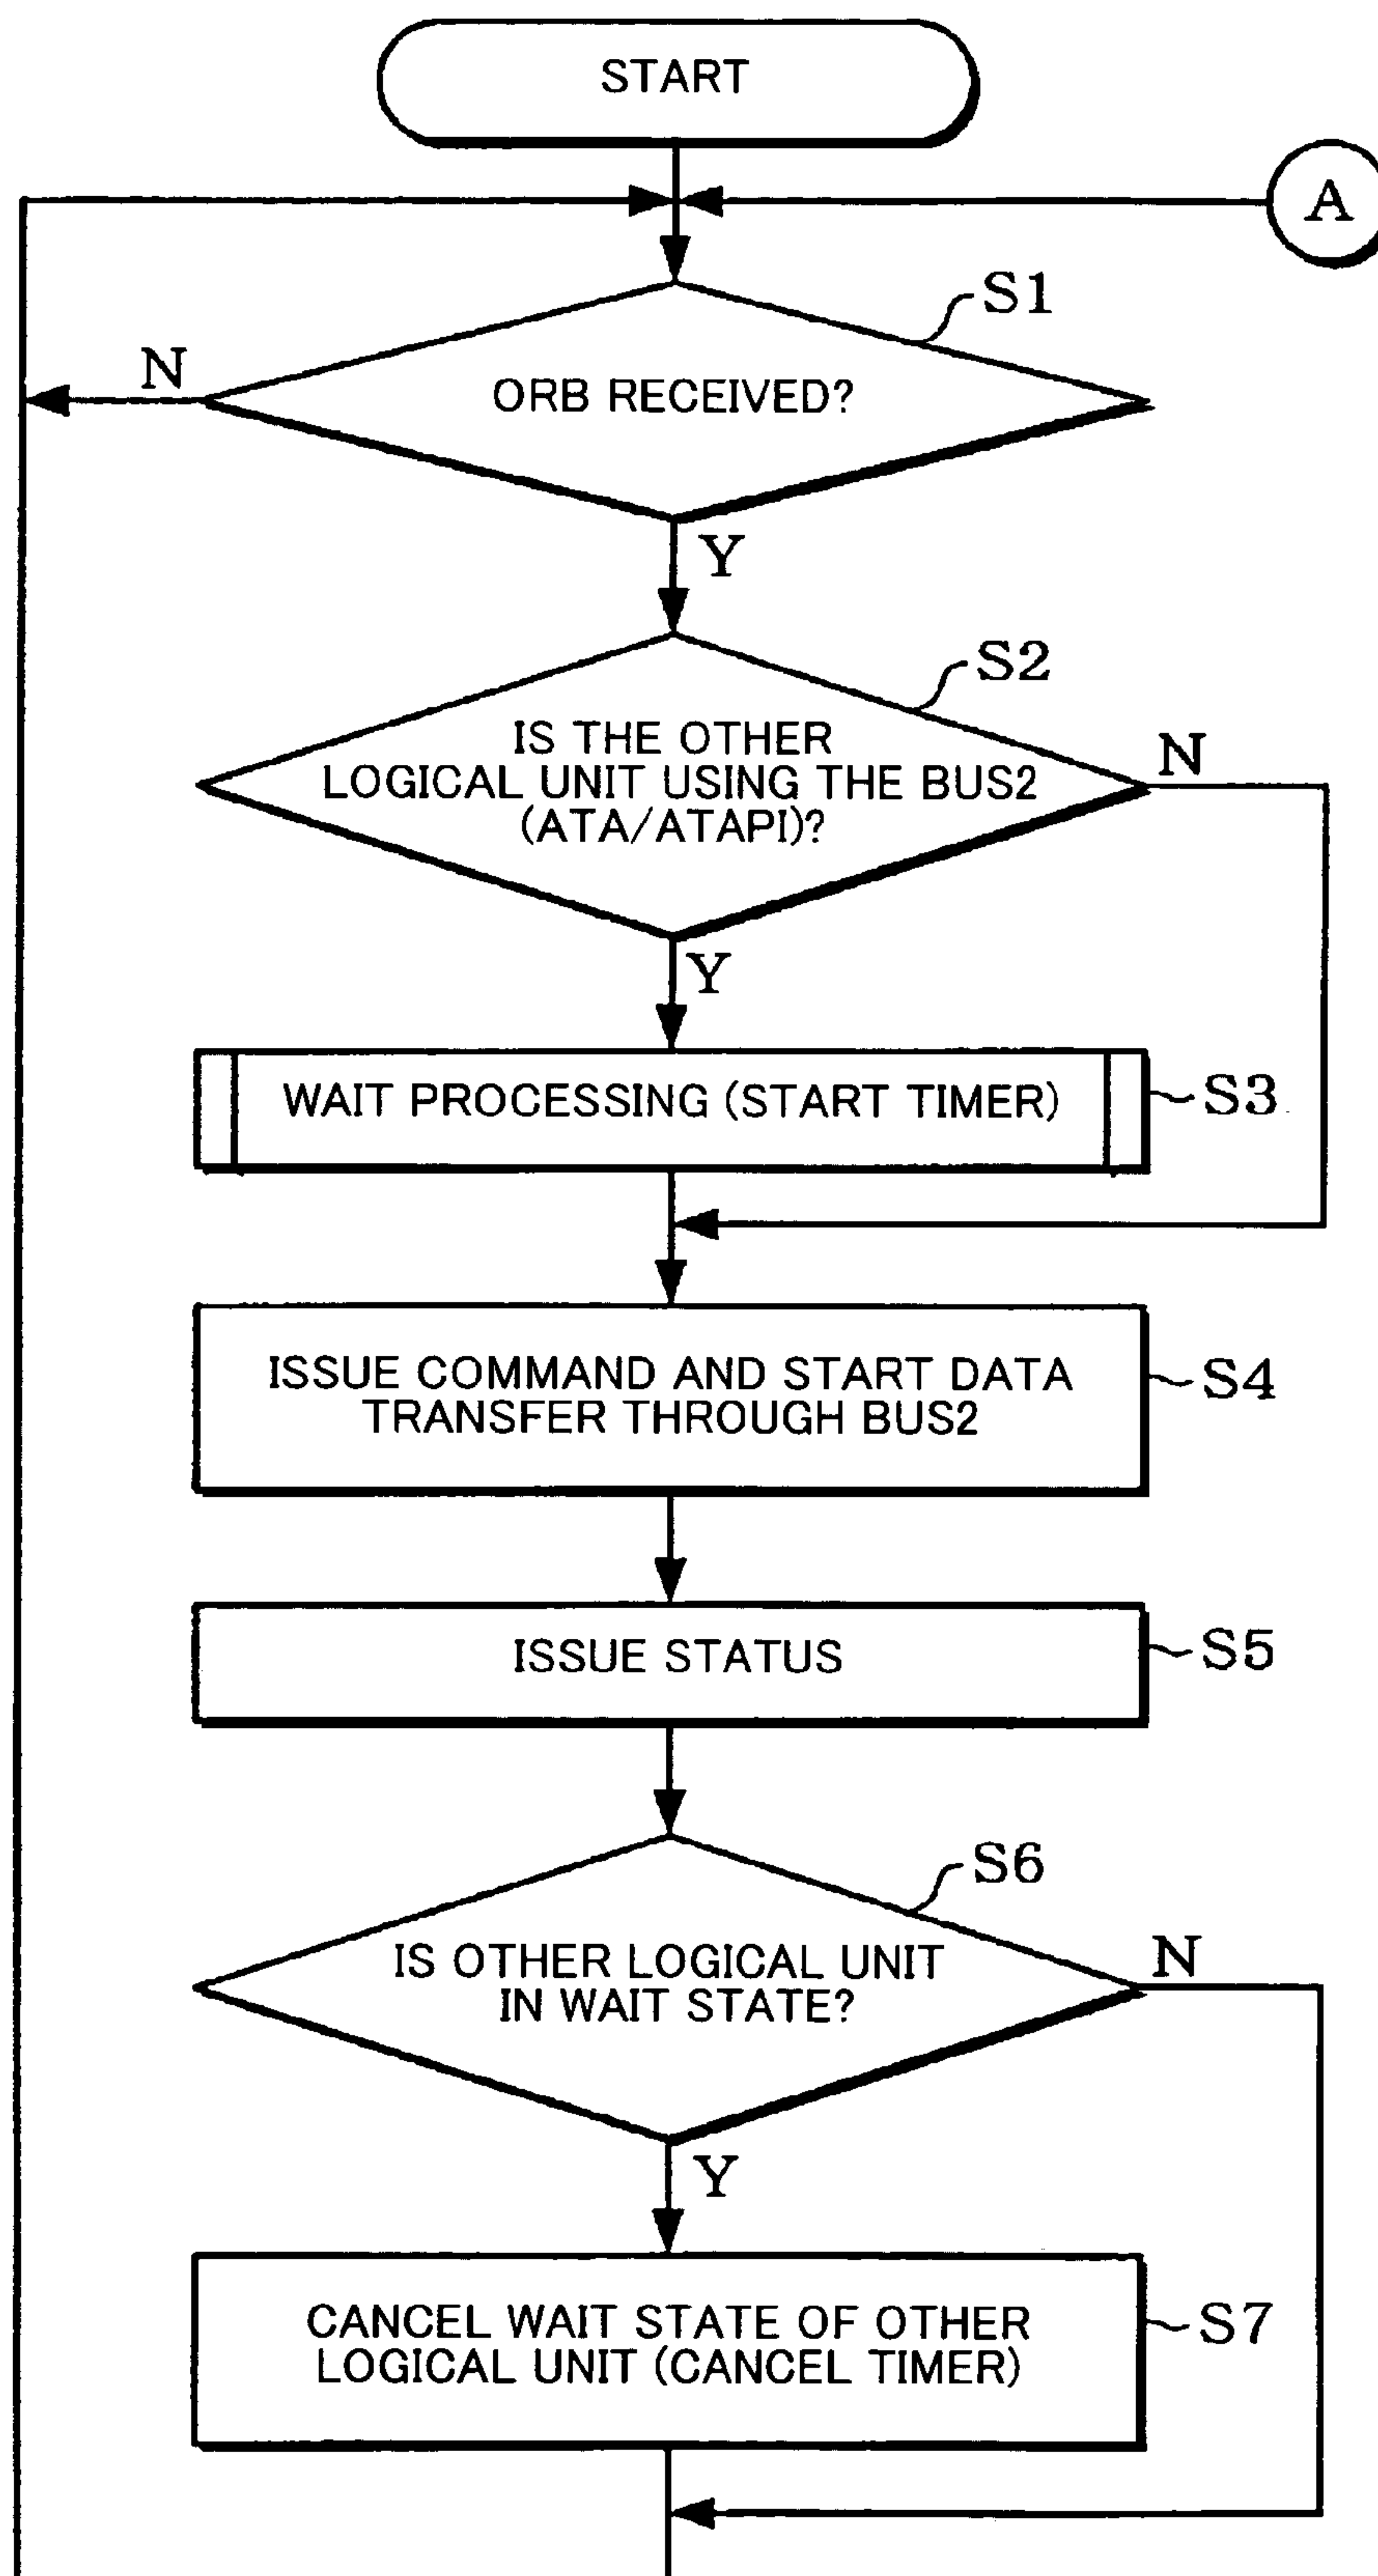 START
A
S1
N
ORB RECEIVED?
Y
S2
IS THE OTHER
LOGICAL UNIT USING THE BUS2
(ATA/ATAPI)?
N
Y
WAIT PROCESSING (START TIMER)
S3
ISSUE COMMAND AND START DATA
TRANSFER THROUGH BUS2
S4
ISSUE STATUS
S5
S6
IS OTHER LOGICAL UNIT
IN WAIT STATE?
N
Y
CANCEL WAIT STATE OF OTHER
LOGICAL UNIT (CANCEL TIMER)
S7